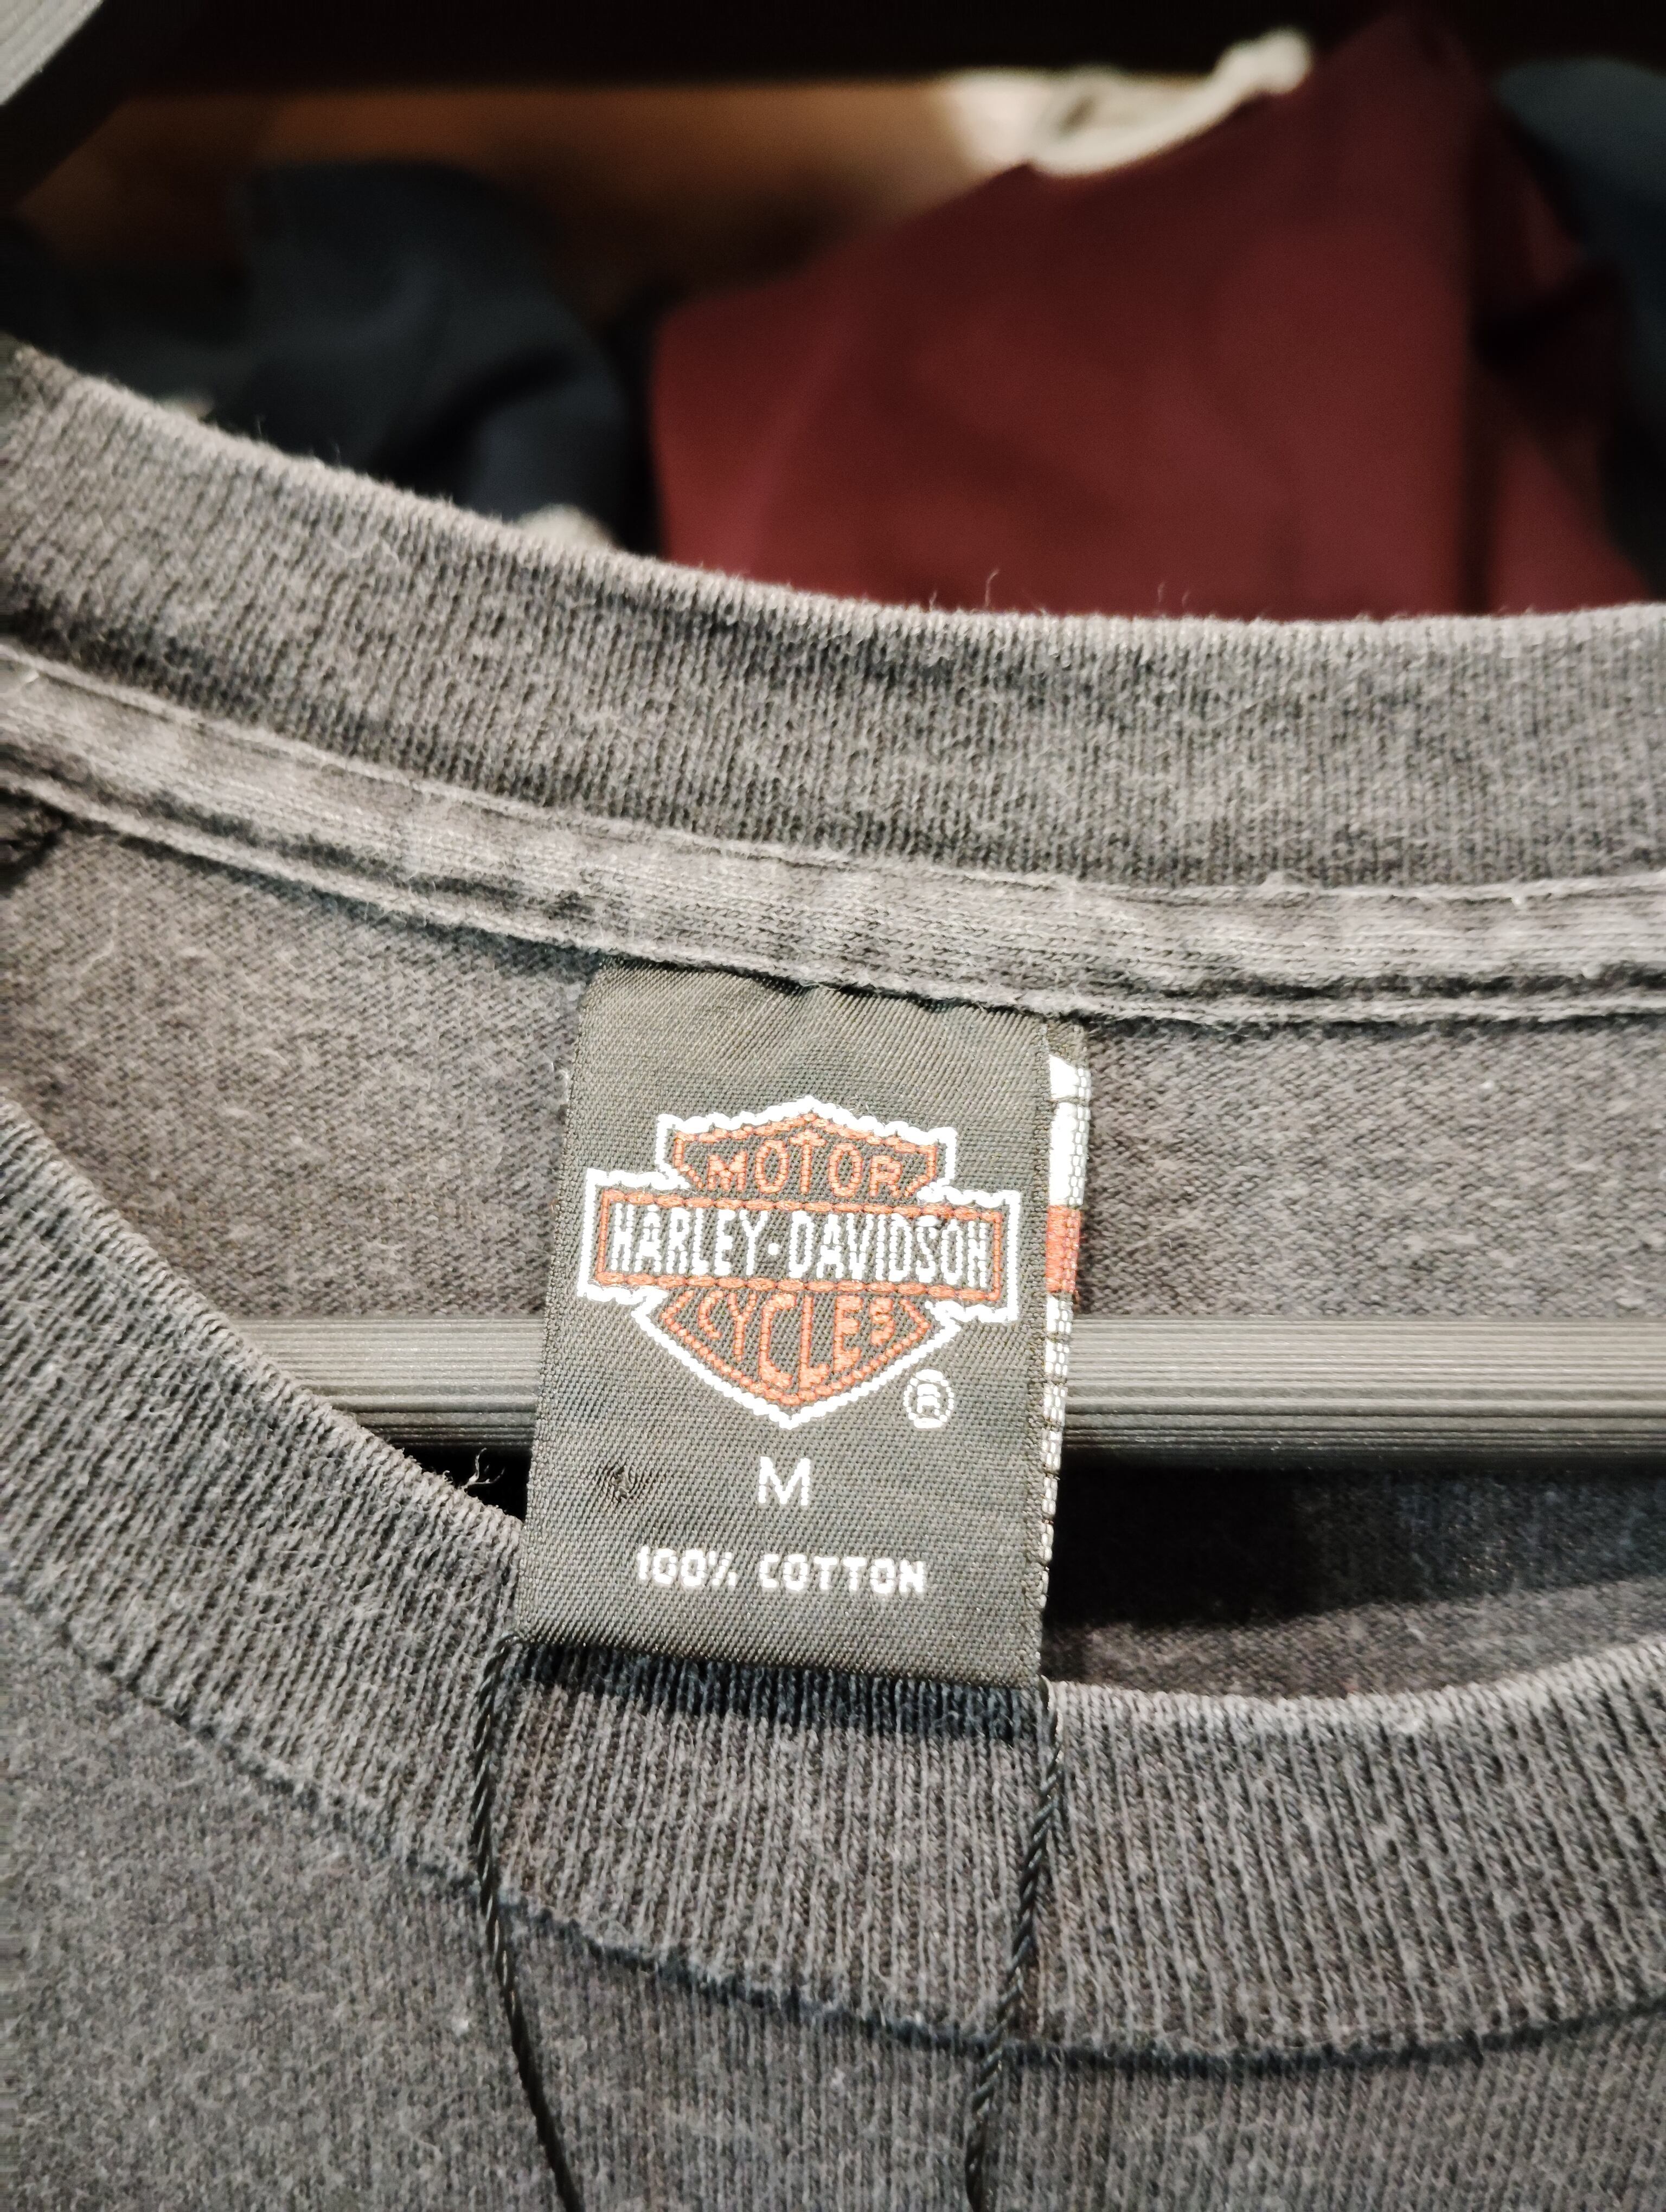 MOTOR
HARLEY-DAVIDSON
CYCLES
®
M
100% COTTON